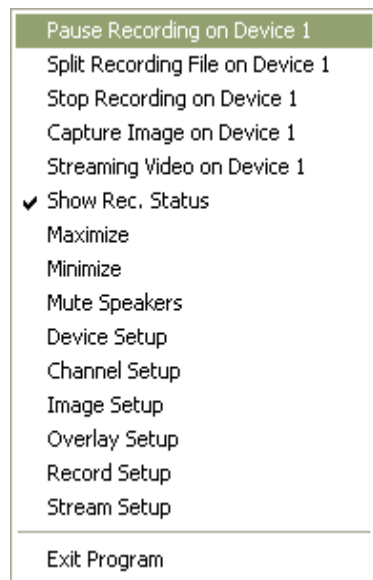 Pause Recording on Device 1
Split Recording File on Device 1
Stop Recording on Device 1
Capture Image on Device 1
Streaming Video on Device 1
Show Rec. Status
Maximize
Minimize
Mute Speakers
Device Setup
Channel Setup
Image Setup
Overlay Setup
Record Setup
Stream Setup
Exit Program